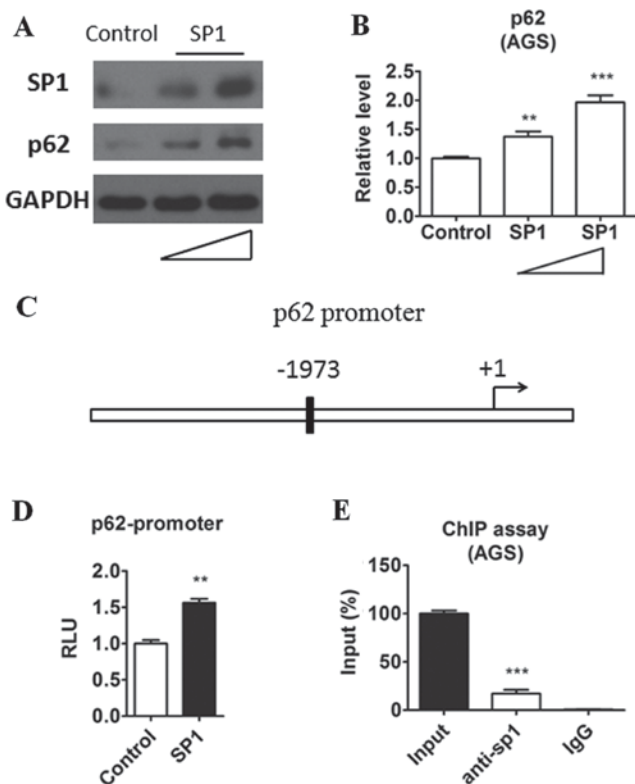 A
Control SP1
SP1
p62
GAPDH
B
p62
(AGS)
Relative level
2.5
2.0
1.5
1.0
0.5
0.0
**
***
Control SP1 SP1
C
p62 promoter
-1973
+1
D
p62-promoter
RLU
2.0
1.5
1.0
0.5
0.0
**
Control SP1
E
ChIP assay
(AGS)
Input (%)
150
100
50
0
***
Input anti-sp1 IgG